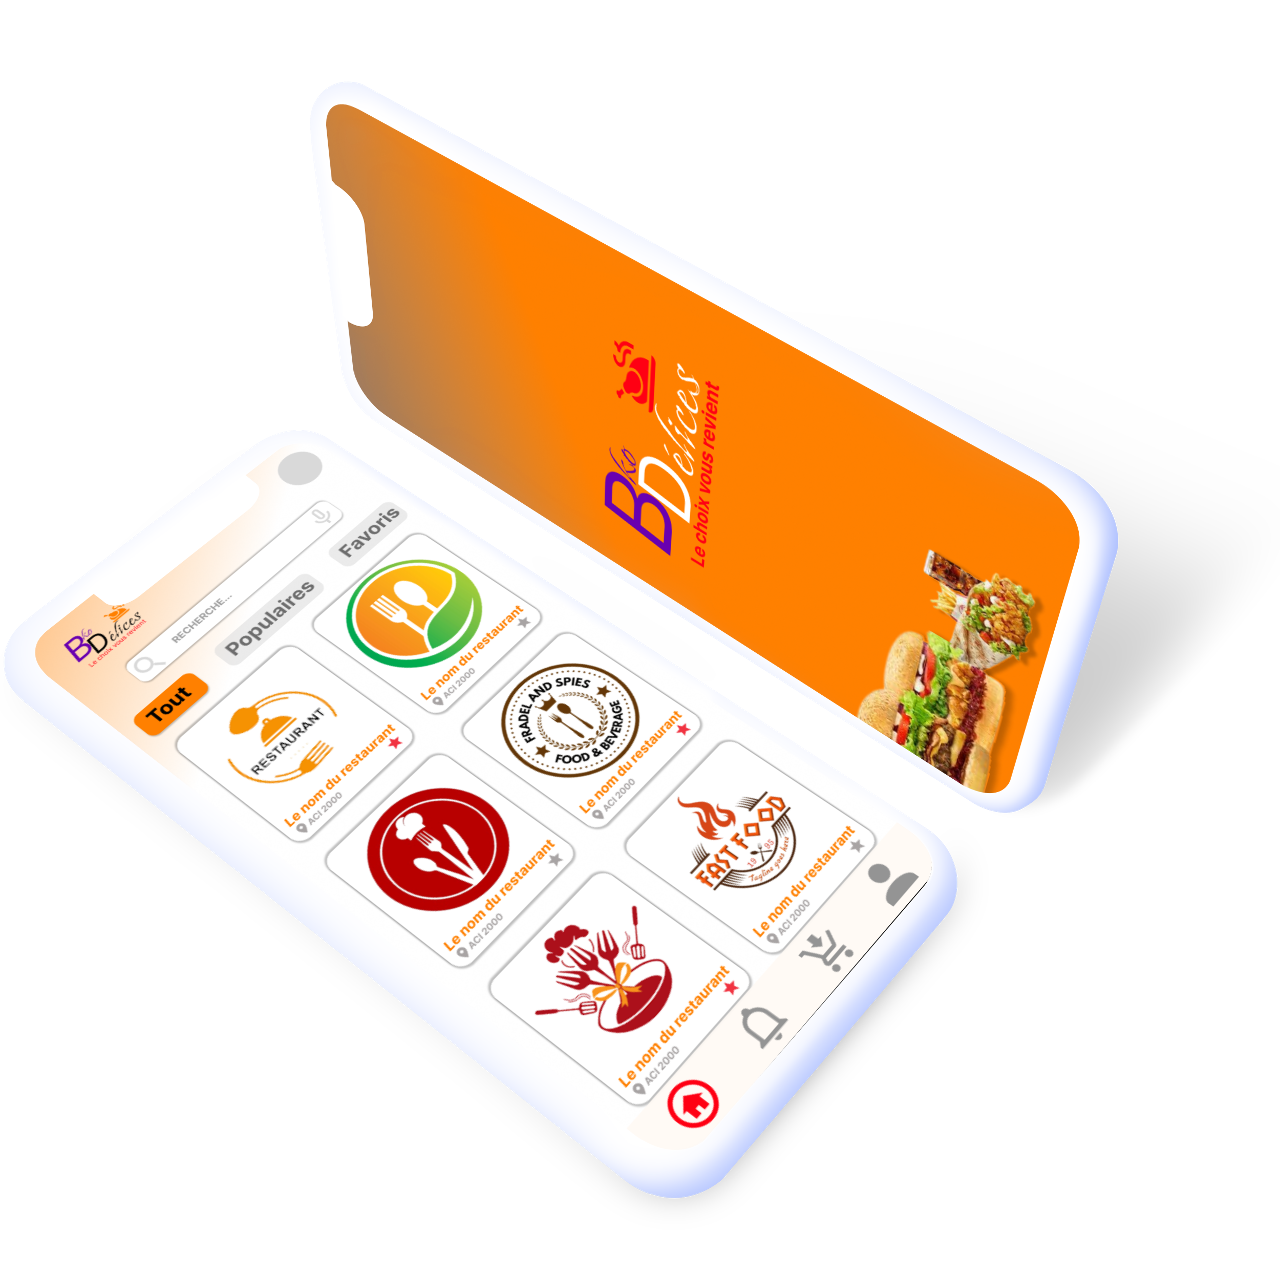 Bko
Délices
Le choix vous revient
Bko
Délices
Le choix vous revient
RECHERCHE...
Tout
Populaires
Favoris
RESTAURANT
Le nom du restaurant
ACI 2000
Le nom du restaurant
ACI 2000
Le nom du restaurant
ACI 2000
FRADEL AND SPIES
FOOD & BEVERAGE
Le nom du restaurant
ACI 2000
Le nom du restaurant
ACI 2000
FAST FOOD
19 95
Tagline goes here
Le nom du restaurant
ACI 2000